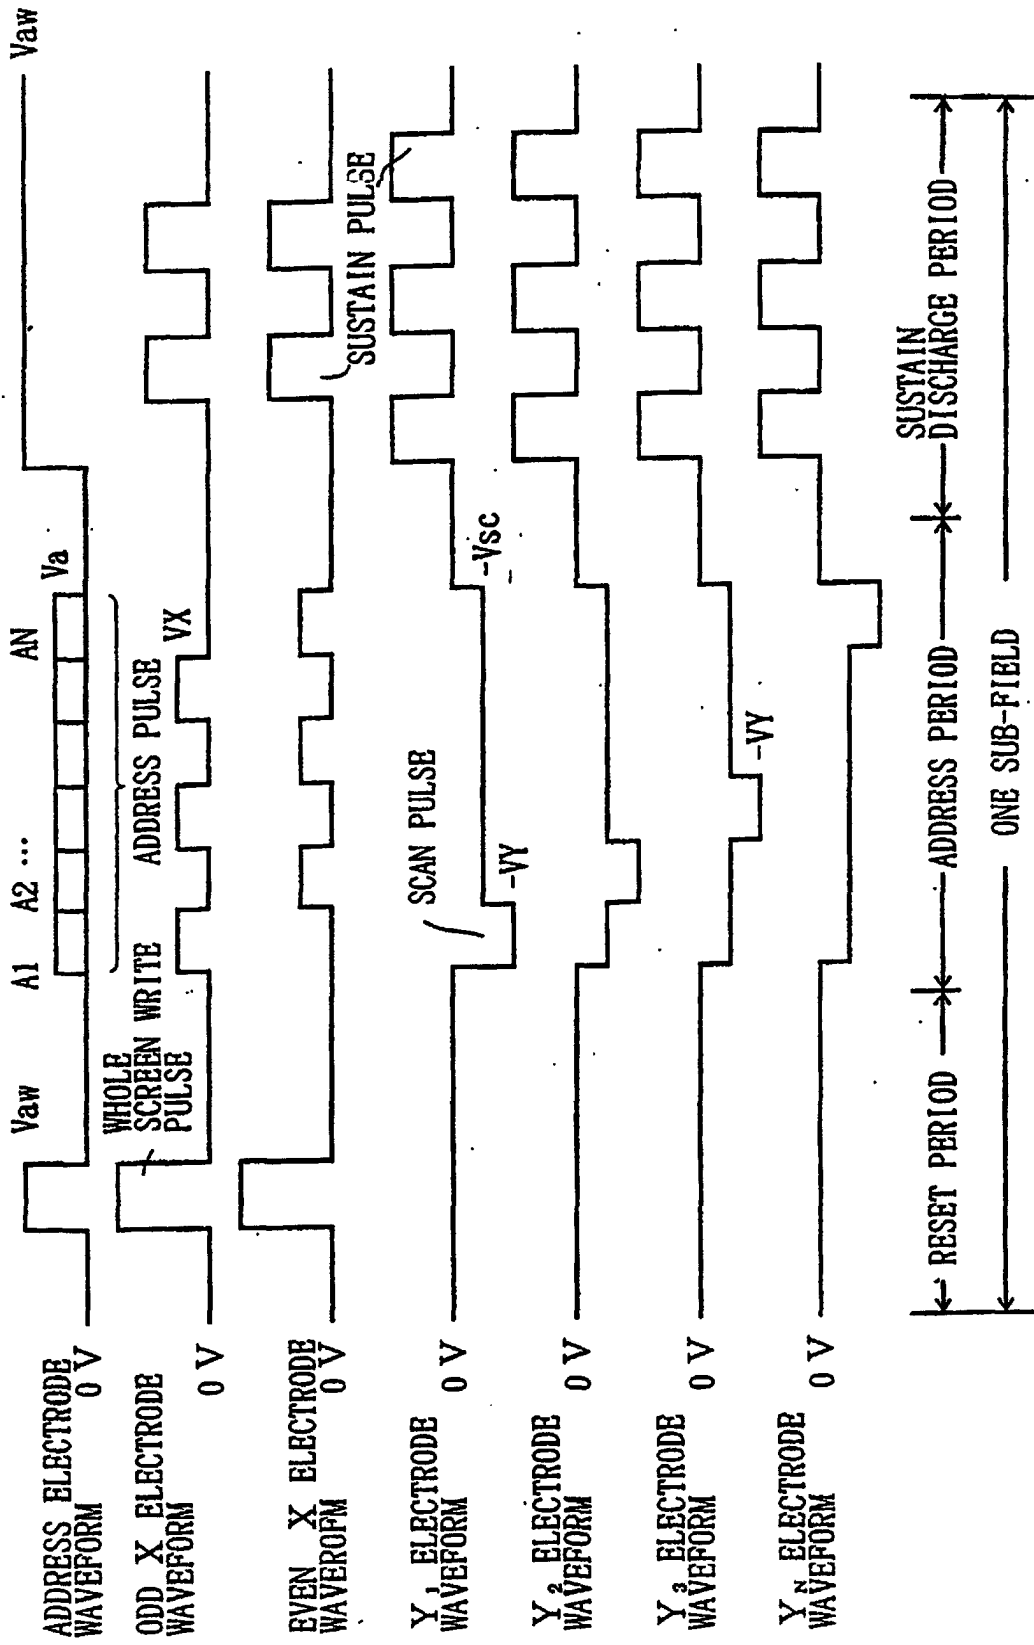 ADDRESS ELECTRODE
WAVEFORM
0 V
Vaw
A1
A2
...
AN
Va
Vaw
ODD X ELECTRODE
WAVEFORM
0 V
WHOLE
SCREEN WRITE
PULSE
ADDRESS PULSE
VX
EVEN X ELECTRODE
WAVEROFM
0 V
SUSTAIN PULSE
Y1 ELECTRODE
WAVEFORM
0 V
SCAN PULSE
-VY
-Vsc
Y2 ELECTRODE
WAVEFORM
0 V
Y3 ELECTRODE
WAVEFORM
0 V
-VY
YN ELECTRODE
WAVEFORM
0 V
RESET PERIOD
ADDRESS PERIOD
SUSTAIN
DISCHARGE PERIOD
ONE SUB-FIELD